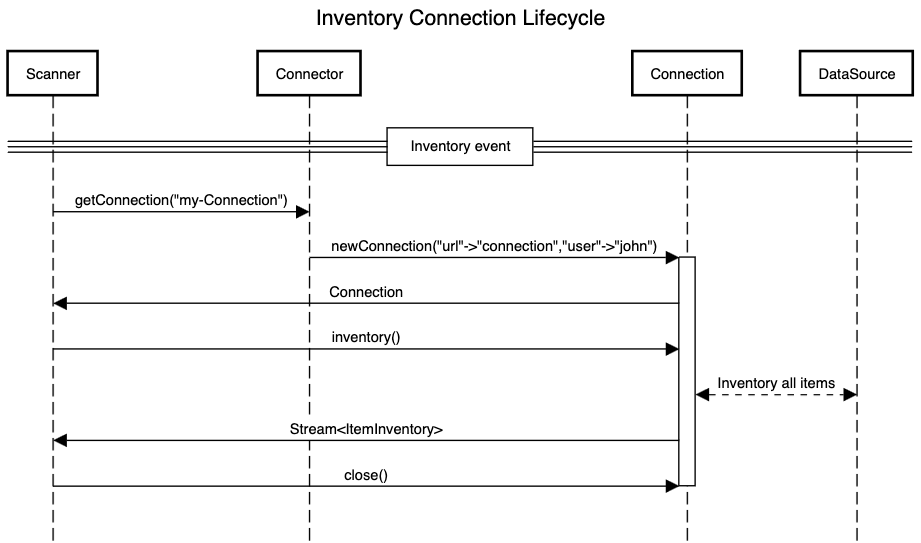 Inventory Connection Lifecycle
Scanner
Connector
Connection
DataSource
Inventory event
getConnection("my-Connection")
newConnection("url"->"connection","user"->"john")
Connection
inventory()
Inventory all items
Stream<ItemInventory>
close()